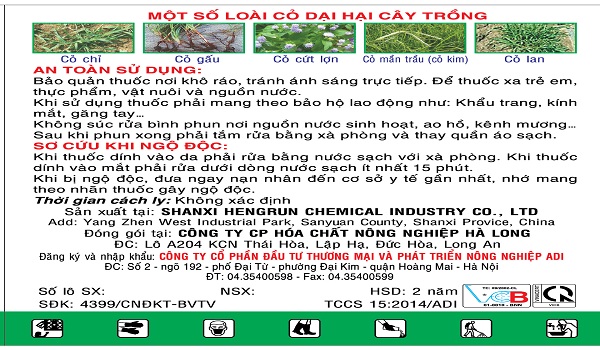 MỘT SỐ LOÀI CỎ DẠI HẠI CÂY TRỒNG
Cỏ chỉ Cỏ gấu Cỏ cứt lợn Cỏ mần trầu (cỏ kim) Cỏ lan
AN TOÀN SỬ DỤNG:
Bảo quản thuốc nơi khô ráo, tránh ánh sáng trực tiếp. Để thuốc xa trẻ em,
thực phẩm, vật nuôi và nguồn nước.
Khi sử dụng thuốc phải mang theo bảo hộ lao động như: Khẩu trang, kính
mắt, găng tay...
Không súc rửa bình phun nơi nguồn nước sinh hoạt, ao hồ, kênh mương...
Sau khi phun xong phải tắm rửa bằng xà phòng và thay quần áo sạch.
SƠ CỨU KHI NGỘ ĐỘC:
Khi thuốc dính vào da phải rửa bằng nước sạch với xà phòng. Khi thuốc
dính vào mắt phải rửa dưới dòng nước sạch ít nhất 15 phút.
Khi bị ngộ độc, đưa ngay nạn nhân đến cơ sở y tế gần nhất, nhớ mang
theo nhãn thuốc gây ngộ độc.
Thời gian cách ly: Không xác định
Sản xuất tại: SHANXI HENGRUN CHEMICAL INDUSTRY CO., LTD
Add: Yang Zhen West Industrial Park, Sanyuan County, Shanxi Provice, China
Đóng gói tại: CÔNG TY CP HÓA CHẤT NÔNG NGHIỆP HÀ LONG
ĐC: Lô A204 KCN Thái Hòa, Lập Hạ, Đức Hòa, Long An
Đăng ký và nhập khẩu: CÔNG TY CỔ PHẦN ĐẦU TƯ THƯƠNG MẠI VÀ PHÁT TRIỂN NÔNG NGHIỆP ADI
ĐC: Số 2 - ngõ 192 - phố Đại Từ - phường Đại Kim - quận Hoàng Mai - Hà Nội
ĐT: 04.35400598 - Fax: 04.35400599
Số lô SX: NSX: HSD: 2 năm
SĐK: 4399/CNĐKT-BVTV TCCS 15:2014/ADI